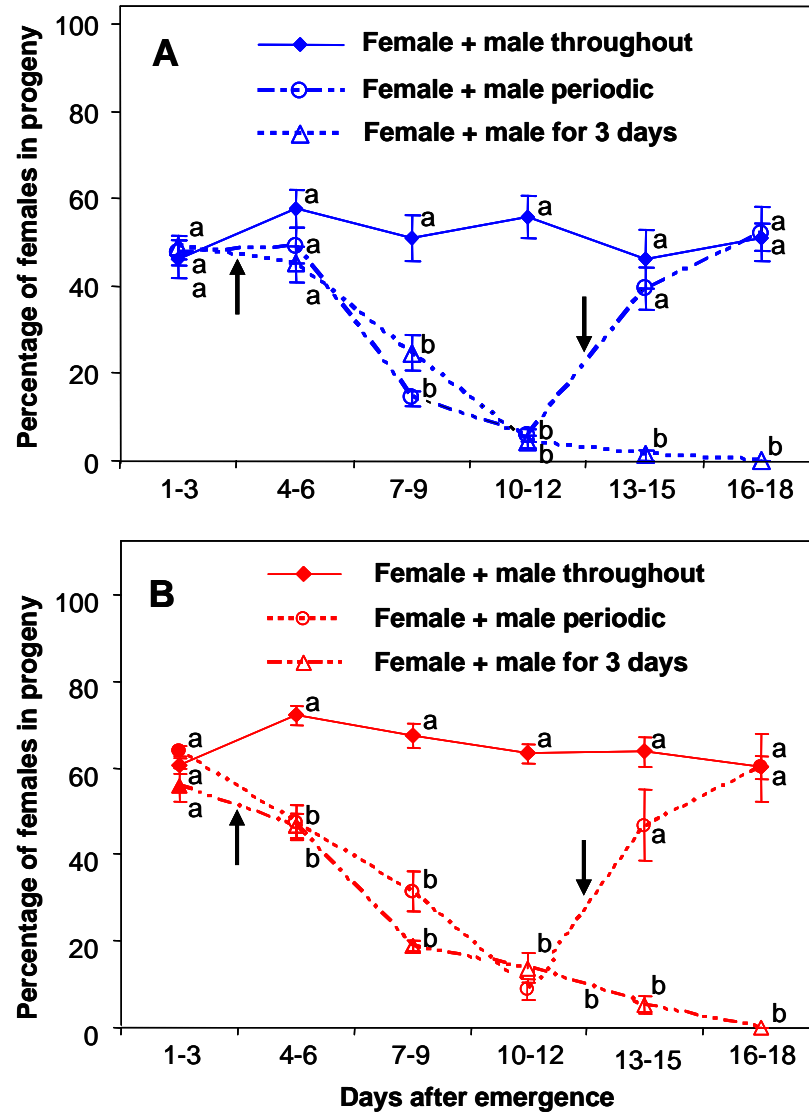 A
Female + male throughout
Female + male periodic
Female + male for 3 days
Percentage of females in progeny
100
80
60
40
20
0
a
a
a
a
a
a
a
b
b
a
b
b
a
a
b
a
a
b
1-3
4-6
7-9
10-12
13-15
16-18
B
Female + male throughout
Female + male periodic
Female + male for 3 days
Percentage of females in progeny
100
80
60
40
20
0
a
a
a
a
b
b
a
b
b
a
b
b
a
a
b
a
a
b
1-3
4-6
7-9
10-12
13-15
16-18
Days after emergence